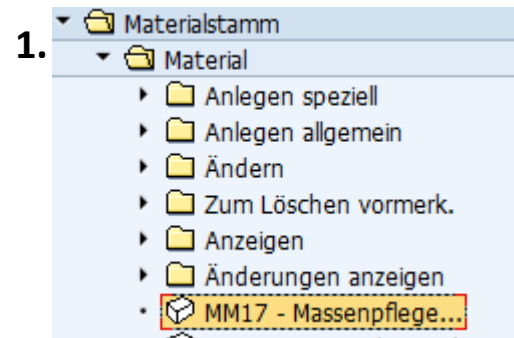 Materialstamm
1.
Material
Anlegen speziell
Anlegen allgemein
Ändern
Zum Löschen vormerk.
Anzeigen
Änderungen anzeigen
MM17 - Massenpflege...